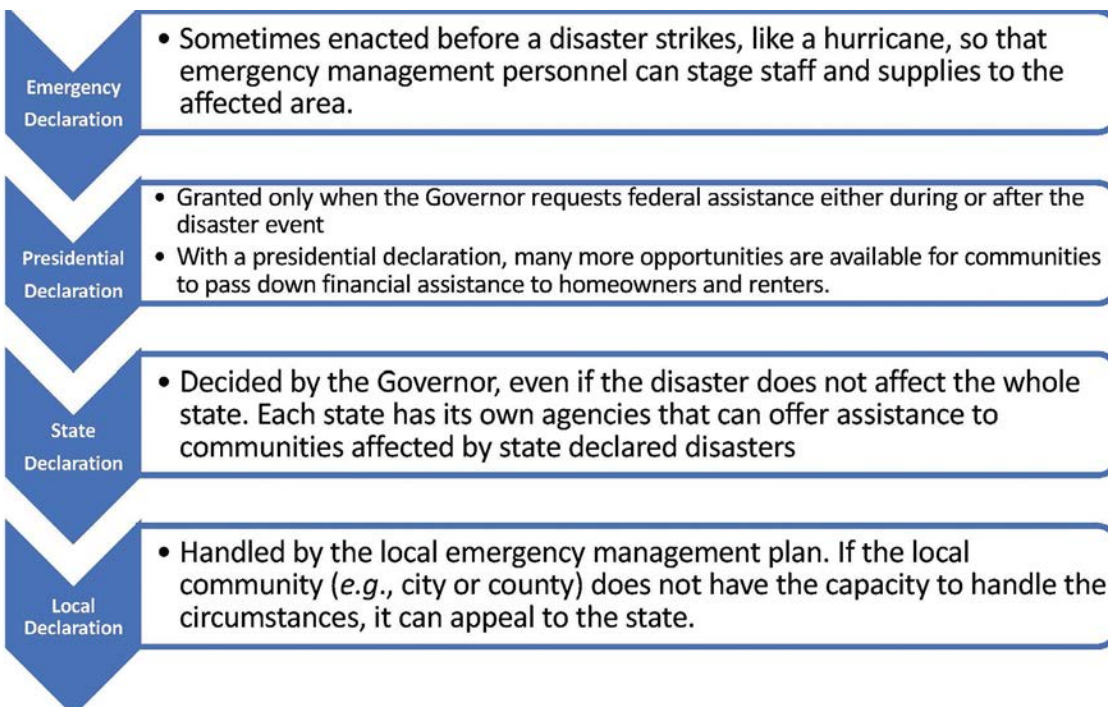 Emergency
Declaration
• Sometimes enacted before a disaster strikes, like a hurricane, so that
emergency management personnel can stage staff and supplies to the
affected area.
Presidential
Declaration
• Granted only when the Governor requests federal assistance either during or after the
disaster event
• With a presidential declaration, many more opportunities are available for communities
to pass down financial assistance to homeowners and renters.
State
Declaration
• Decided by the Governor, even if the disaster does not affect the whole
state. Each state has its own agencies that can offer assistance to
communities affected by state declared disasters
Local
Declaration
• Handled by the local emergency management plan. If the local
community (e.g., city or county) does not have the capacity to handle the
circumstances, it can appeal to the state.